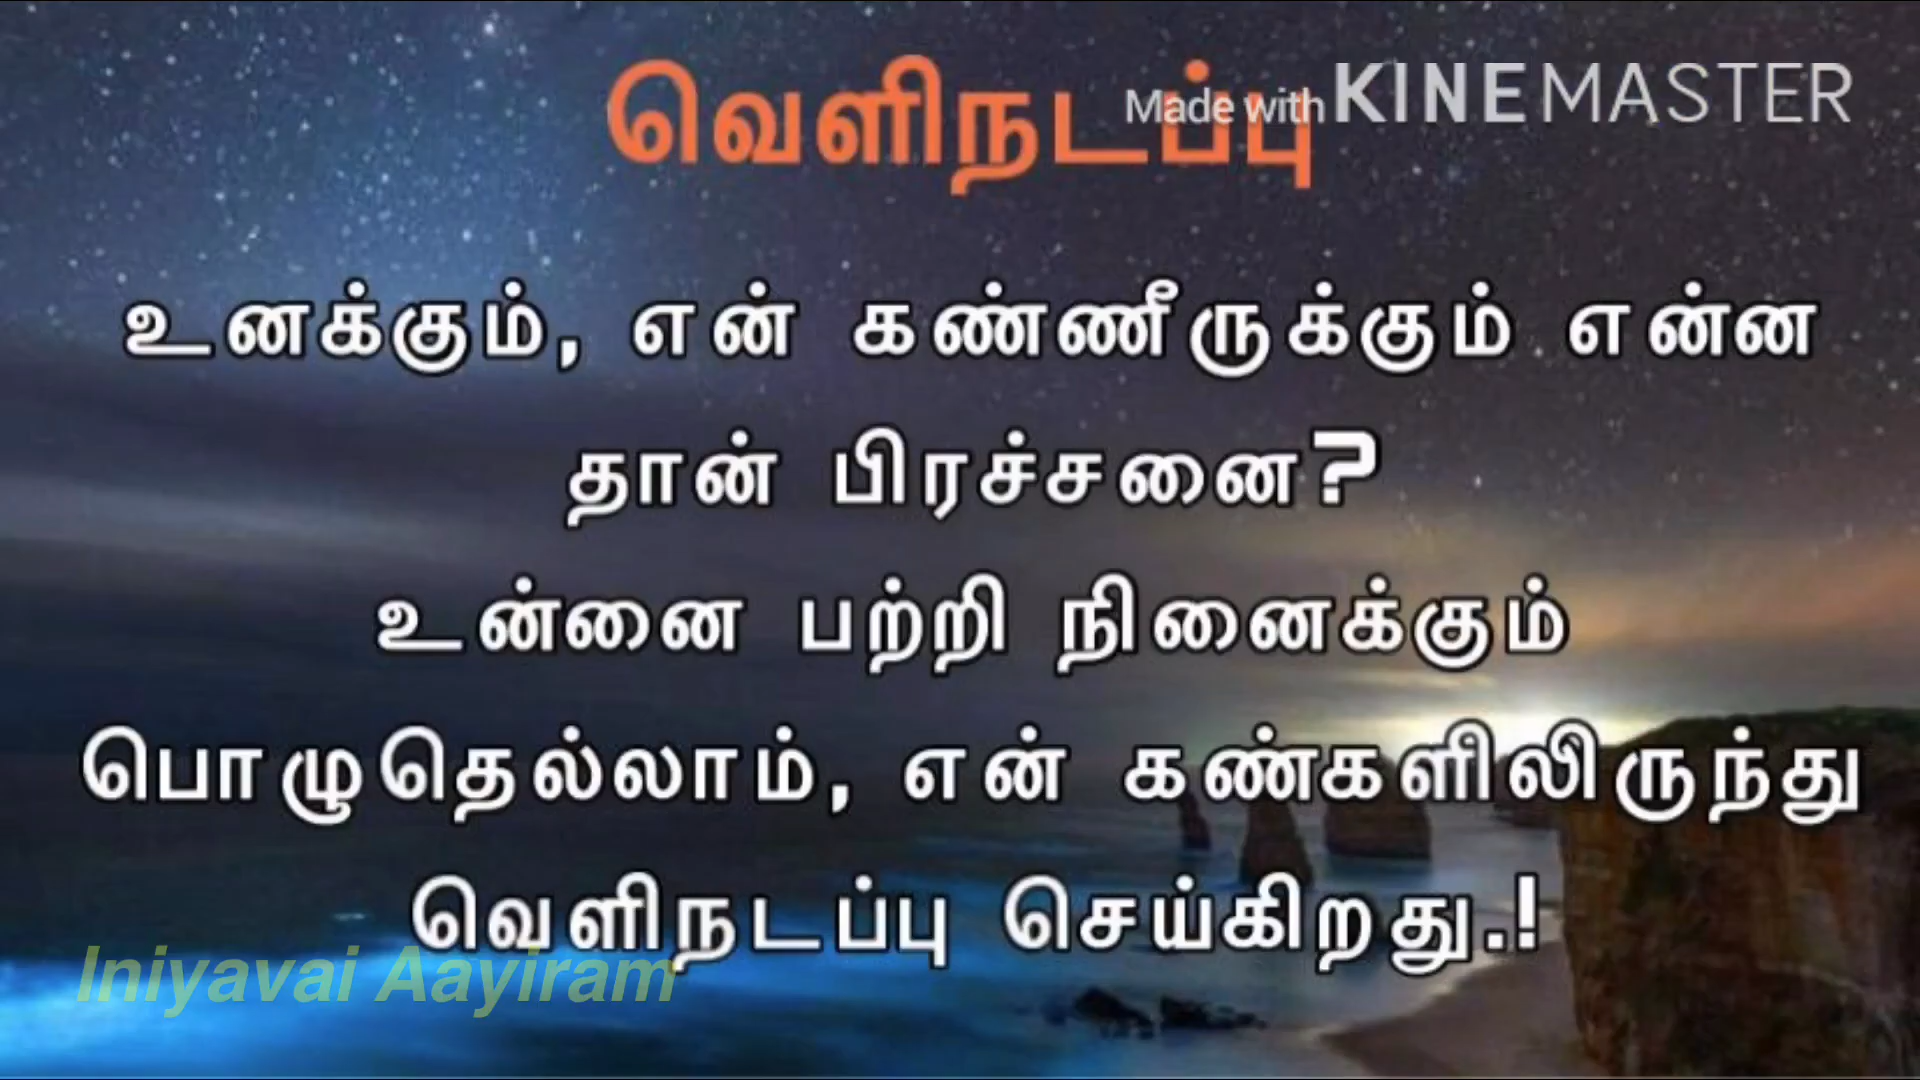 வெளிநடப்பு
Made with KINEMASTER
உனக்கும், என் கண்ணீருக்கும் என்ன
தான் பிரச்சனை?
உன்னை பற்றி நினைக்கும்
பொழுதெல்லாம், என் கண்களிலிருந்து
வெளிநடப்பு செய்கிறது.!
Iniyavai Aayiram